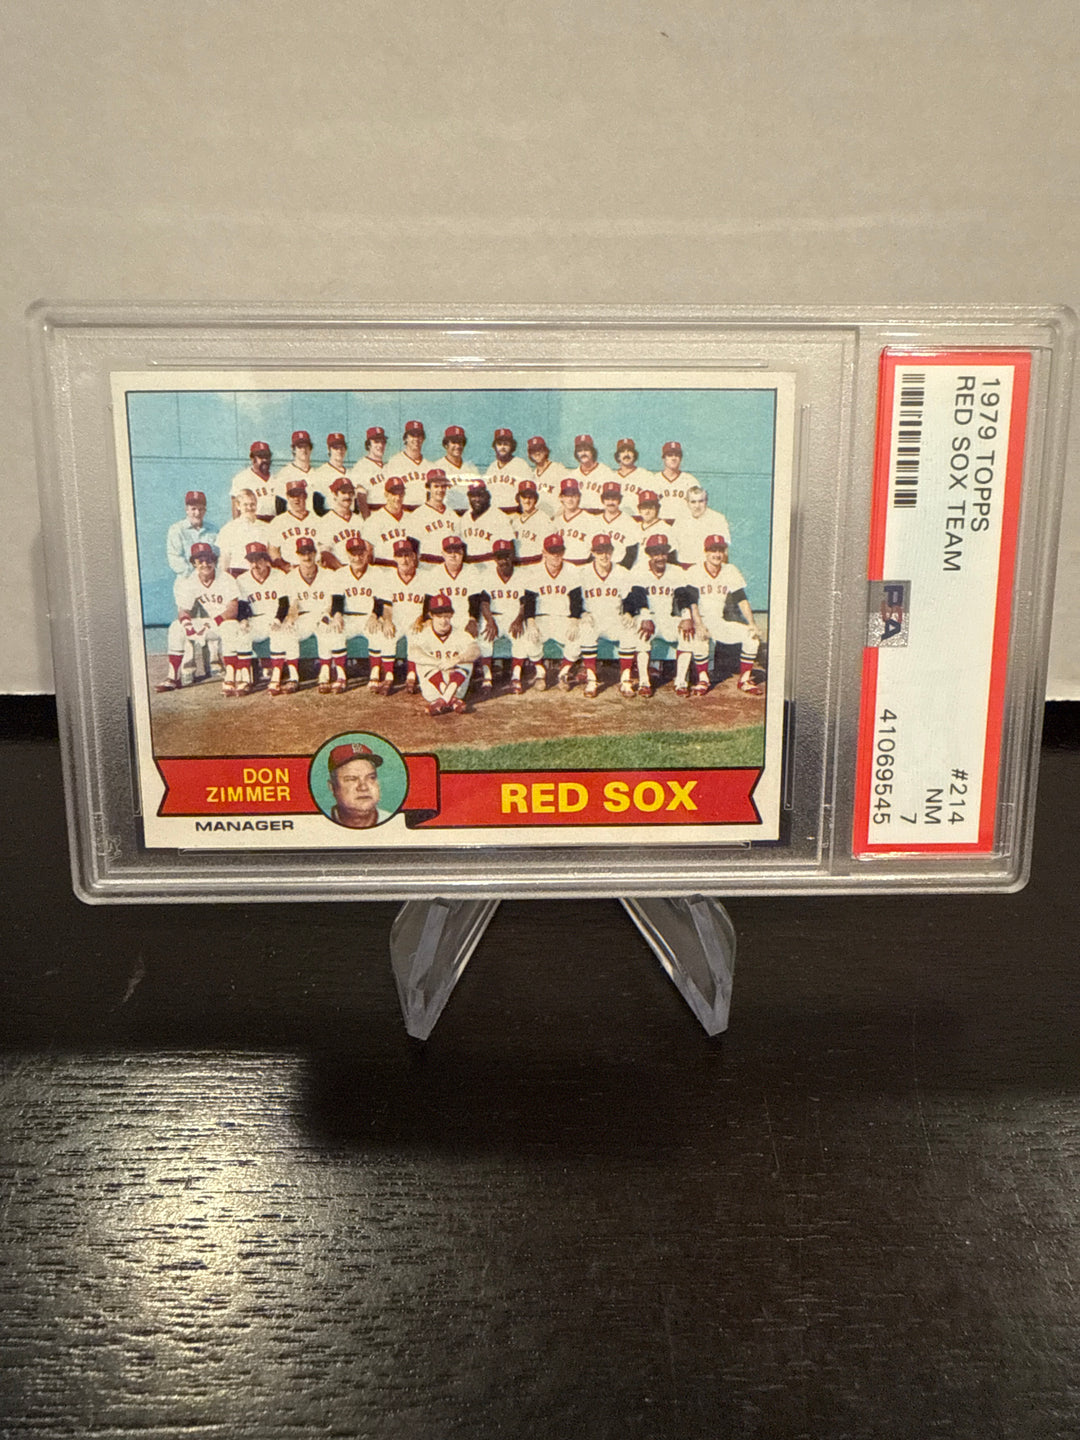 DON
ZIMMER
MANAGER
RED SOX
1979 TOPPS
RED SOX TEAM
#214
NM
7
PSA
41069545